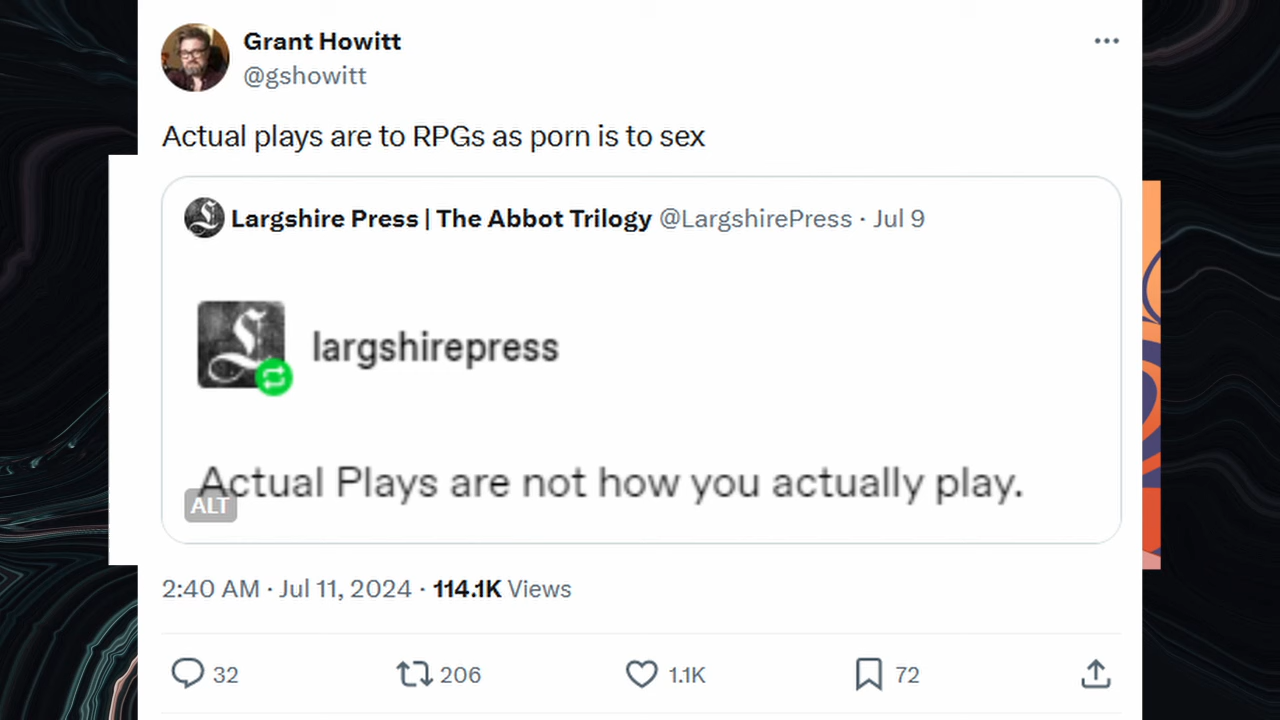 Grant Howitt
@gshowitt
Actual plays are to RPGs as porn is to sex
Largshire Press | The Abbot Trilogy @LargshirePress · Jul 9
largshirepress
Actual Plays are not how you actually play.
ALT
2:40 AM · Jul 11, 2024 · 114.1K Views
32 206 1.1K 72